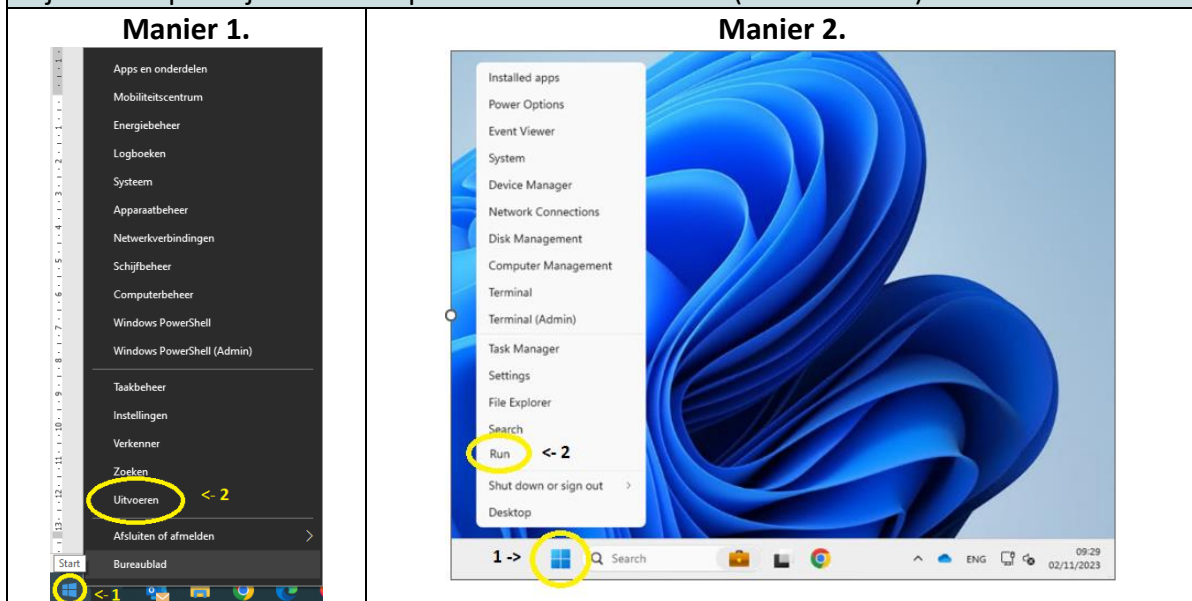 Manier 1.
Apps en onderdelen
Mobiliteitscentrum
Energiebeheer
Logboeken
Systeem
Apparaatbeheer
Netwerkverbindingen
Schijfbeheer
Computerbeheer
Windows PowerShell
Windows PowerShell (Admin)
Taakbeheer
Instellingen
Verkenner
Zoeken
Uitvoeren <- 2
Afsluiten of afmelden
Start
Bureaublad
<- 1
Manier 2.
Installed apps
Power Options
Event Viewer
System
Device Manager
Network Connections
Disk Management
Computer Management
Terminal
Terminal (Admin)
Task Manager
Settings
File Explorer
Search
Run <- 2
Shut down or sign out
Desktop
1 -> Search ENG 09:29
02/11/2023